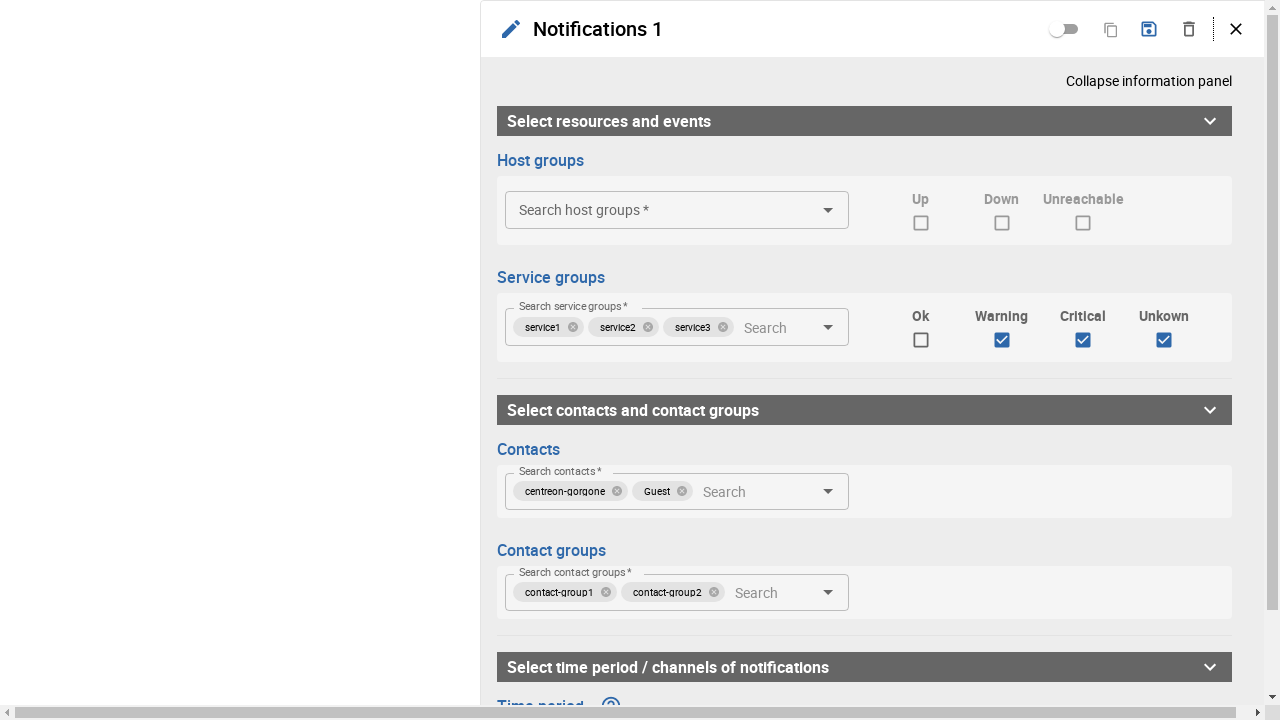 Notifications 1
Collapse information panel
Select resources and events
Host groups
Search host groups *
Up
Down
Unreachable
Service groups
Search service groups *
service1
service2
service3
Search
Ok
Warning
Critical
Unkown
Select contacts and contact groups
Contacts
Search contacts *
centreon-gorgone
Guest
Search
Contact groups
Search contact groups *
contact-group1
contact-group2
Search
Select time period / channels of notifications
Time period